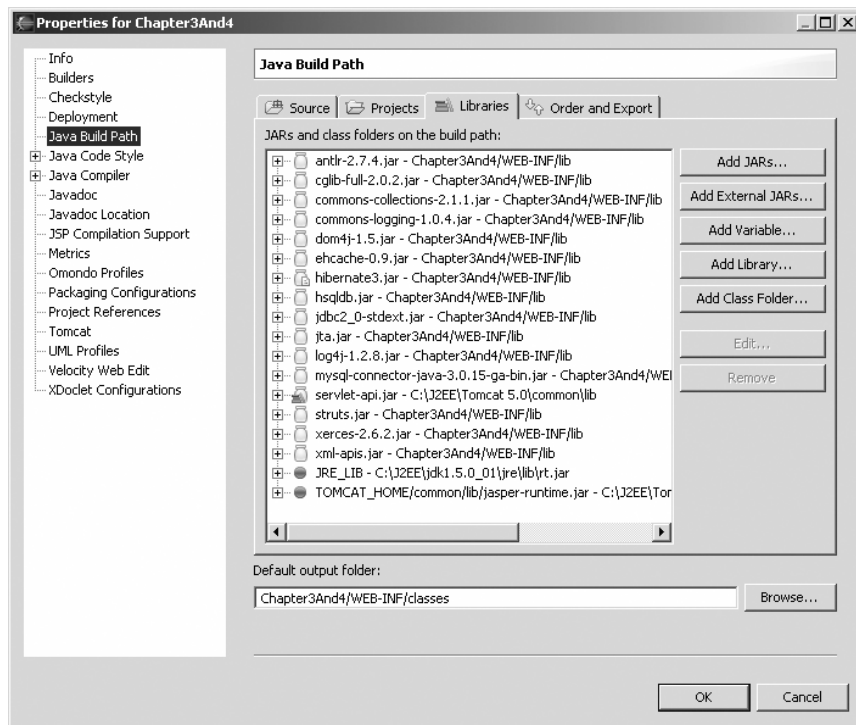 Properties for Chapter3And4
Info
Builders
Checkstyle
Deployment
Java Build Path
Java Code Style
Java Compiler
Javadoc
Javadoc Location
JSP Compilation Support
Metrics
Omondo Profiles
Packaging Configurations
Project References
Tomcat
UML Profiles
Velocity Web Edit
XDoclet Configurations
Java Build Path
Source Projects Libraries Order and Export
JARs and class folders on the build path:
antlr-2.7.4.jar - Chapter3And4/WEB-INF/lib
cglib-full-2.0.2.jar - Chapter3And4/WEB-INF/lib
commons-collections-2.1.1.jar - Chapter3And4/WEB-INF/lib
commons-logging-1.0.4.jar - Chapter3And4/WEB-INF/lib
dom4j-1.5.jar - Chapter3And4/WEB-INF/lib
ehcache-0.9.jar - Chapter3And4/WEB-INF/lib
hibernate3.jar - Chapter3And4/WEB-INF/lib
hsqldb.jar - Chapter3And4/WEB-INF/lib
jdbc2_0-stdext.jar - Chapter3And4/WEB-INF/lib
jta.jar - Chapter3And4/WEB-INF/lib
log4j-1.2.8.jar - Chapter3And4/WEB-INF/lib
mysql-connector-java-3.0.15-ga-bin.jar - Chapter3And4/WEI
servlet-api.jar - C:\J2EE\Tomcat 5.0\common\lib
struts.jar - Chapter3And4/WEB-INF/lib
xerces-2.6.2.jar - Chapter3And4/WEB-INF/lib
xml-apis.jar - Chapter3And4/WEB-INF/lib
JRE_LIB - C:\J2EE\jdk1.5.0_01\jre\lib\rt.jar
TOMCAT_HOME/common/lib/jasper-runtime.jar - C:\J2EE\Tor
Add JARs...
Add External JARs...
Add Variable...
Add Library...
Add Class Folder...
Edit...
Remove
Default output folder:
Chapter3And4/WEB-INF/classes
Browse...
OK Cancel